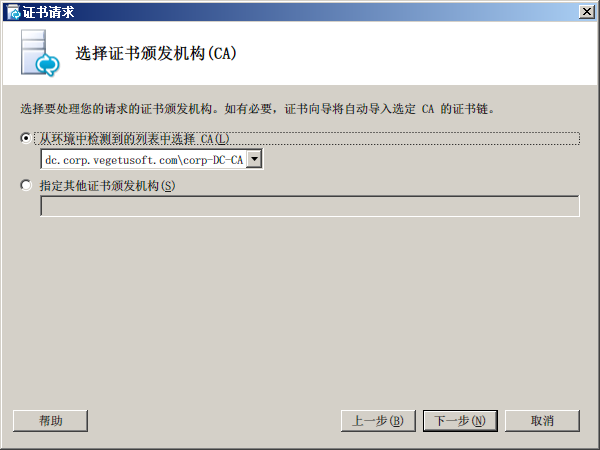 证书请求
选择证书颁发机构(CA)
选择要处理您的请求的证书颁发机构。如有必要，证书向导将自动导入选定 CA 的证书链。
从环境中检测到的列表中选择 CA(L)
dc.corp.vegetusoft.com\corp-DC-CA
指定其他证书颁发机构(S)
帮助
上一步(B)
下一步(N)
取消